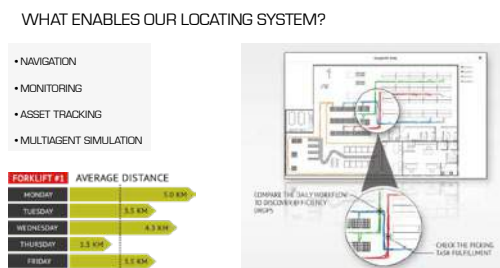 WHAT ENABLES OUR LOCATING SYSTEM?
• NAVIGATION
• MONITORING
• ASSET TRACKING
• MULTIAGENT SIMULATION
FORKLIFT #1 AVERAGE DISTANCE
MONDAY 5.0 KM
TUESDAY 3.5 KM
WEDNESDAY 4.3 KM
THURSDAY 1.3 KM
FRIDAY 3.5 KM
COMPARE THE DAILY WORKFLOW
TO DISCOVER EFFICIENCY
DROPS
CHECK THE PICKING
TASK FULFILLMENT